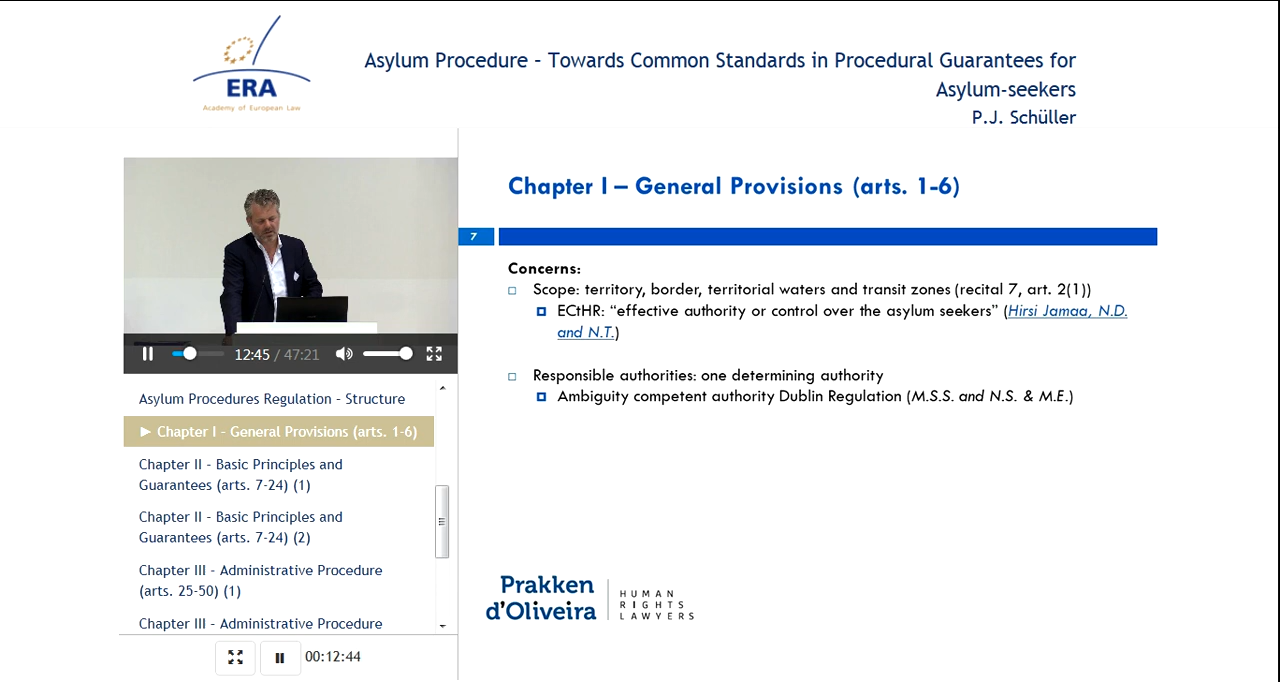 ERA
Academy of European Law
Asylum Procedure - Towards Common Standards in Procedural Guarantees for
Asylum-seekers
P.J. Schüller
12:45 / 47:21
Asylum Procedures Regulation - Structure
► Chapter I - General Provisions (arts. 1-6)
Chapter II - Basic Principles and
Guarantees (arts. 7-24) (1)
Chapter II - Basic Principles and
Guarantees (arts. 7-24) (2)
Chapter III - Administrative Procedure
(arts. 25-50) (1)
Chapter III - Administrative Procedure
00:12:44
Chapter I – General Provisions (arts. 1-6)
7
Concerns:
Scope: territory, border, territorial waters and transit zones (recital 7, art. 2(1))
ECtHR: “effective authority or control over the asylum seekers” (Hirsi Jamaa, N.D.
and N.T.)
Responsible authorities: one determining authority
Ambiguity competent authority Dublin Regulation (M.S.S. and N.S. & M.E.)
Prakken
d'Oliveira
HUMAN
RIGHTS
LAWYERS